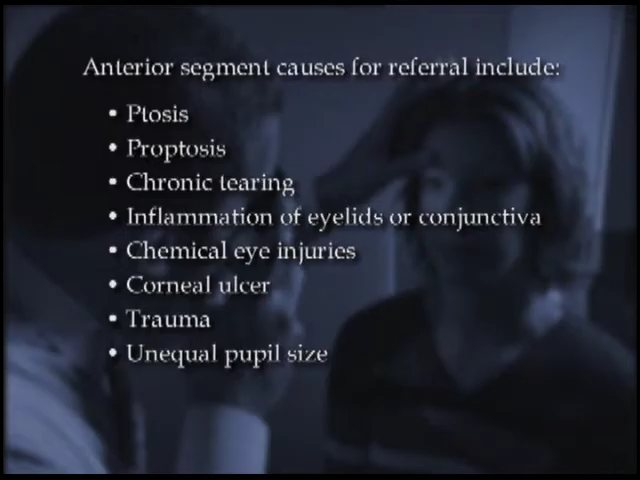 Anterior segment causes for referral include:
• Ptosis
• Proptosis
• Chronic tearing
• Inflammation of eyelids or conjunctiva
• Chemical eye injuries
• Corneal ulcer
• Trauma
• Unequal pupil size